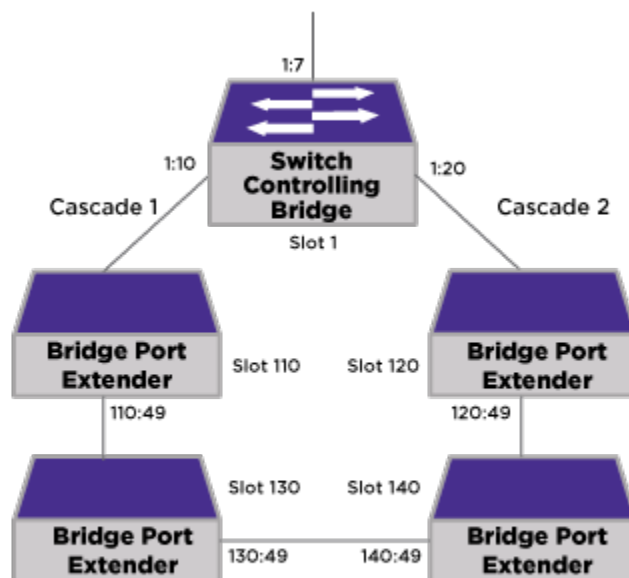 1:7
1:10
Switch
Controlling
Bridge
1:20
Cascade 1
Cascade 2
Slot 1
Bridge Port
Extender
Slot 110
Slot 120
Bridge Port
Extender
110:49
120:49
Slot 130
Slot 140
Bridge Port
Extender
130:49
140:49
Bridge Port
Extender